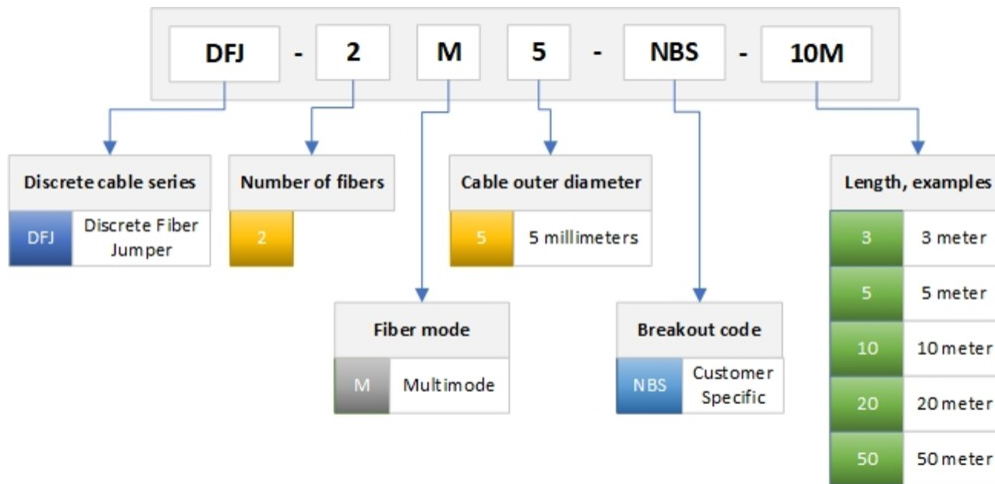 DFJ - 2 M 5 - NBS - 10M
Discrete cable series
DFJ Discrete Fiber
Jumper
Number of fibers
2
Cable outer diameter
5 5 millimeters
Length, examples
3 3 meter
5 5 meter
10 10 meter
20 20 meter
50 50 meter
Fiber mode
M Multimode
Breakout code
NBS Customer
Specific